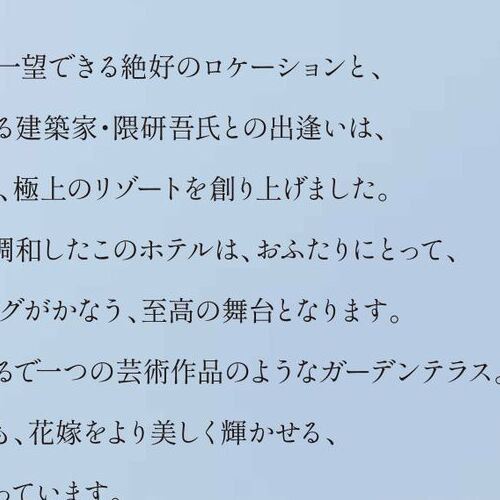 一望できる絶好のロケーションと、
る建築家・隈研吾氏との出逢いは、
、極上のリゾートを創り上げました。
調和したこのホテルは、おふたりにとって、
グがかなう、至高の舞台となります。
るで一つの芸術作品のようなガーデンテラス。
も、花嫁をより美しく輝かせる、
っています。